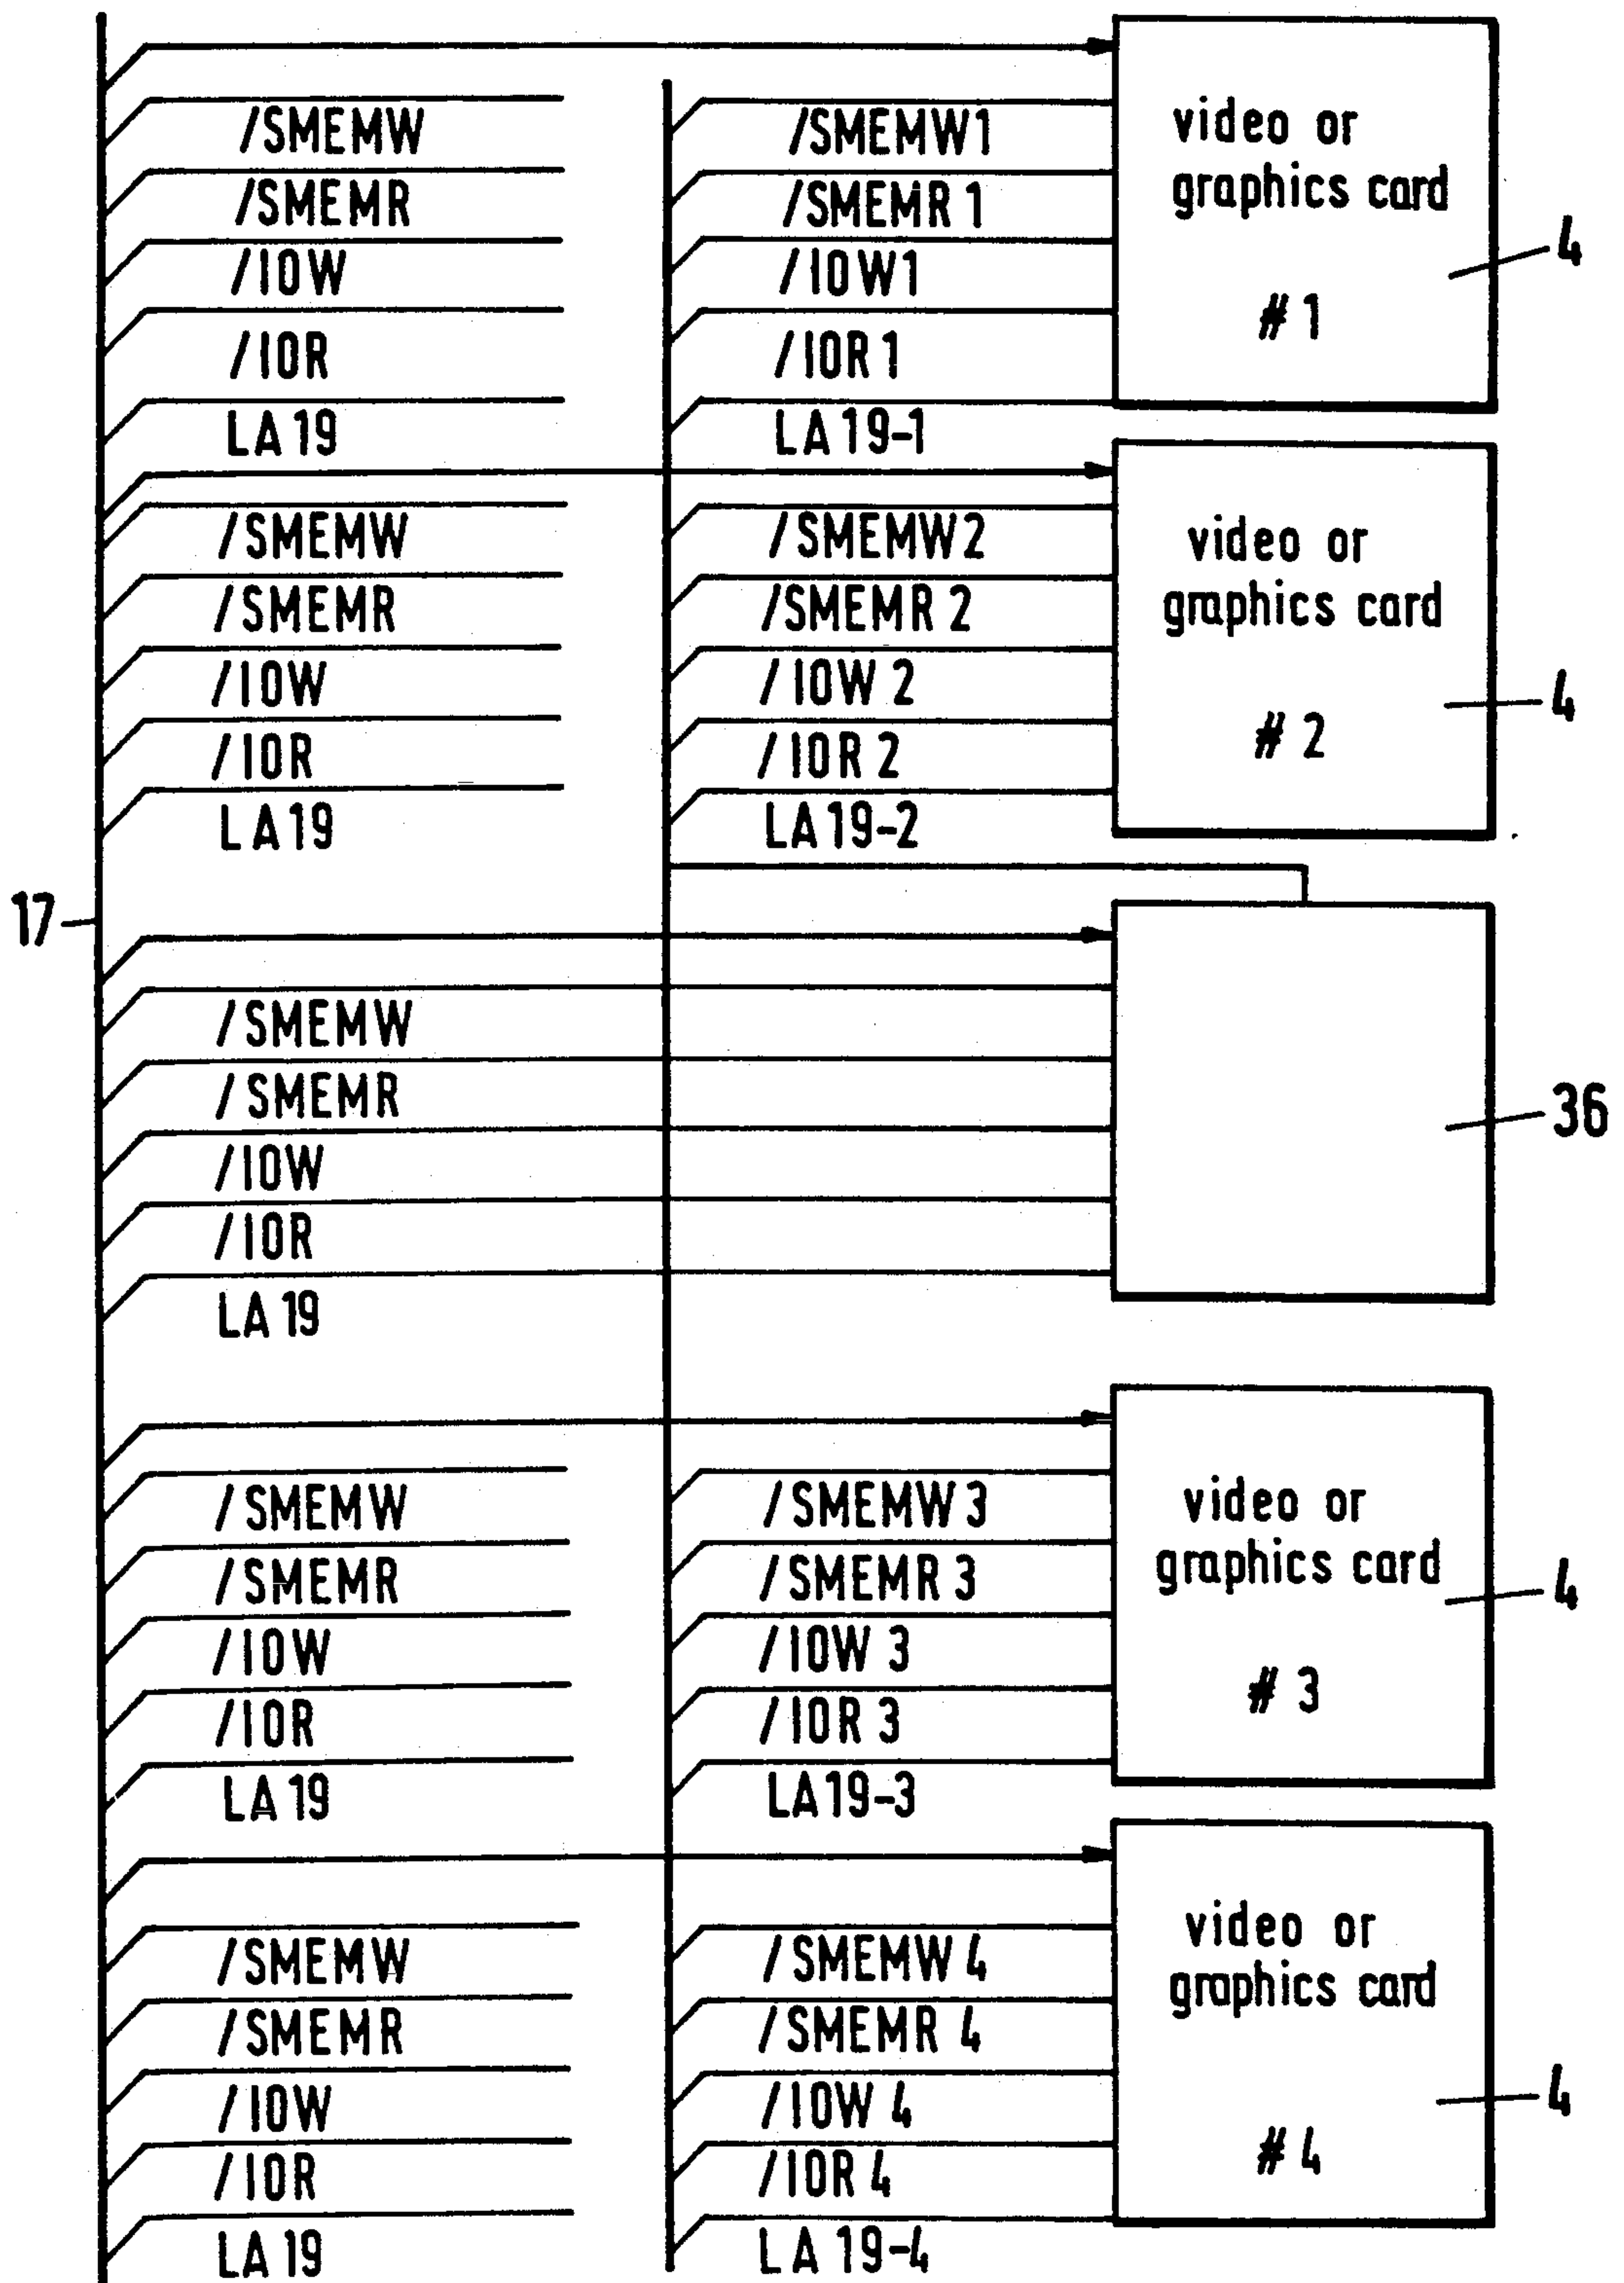 /SMEMW
/SMEMR
/IOW
/IOR
LA 19
/SMEMW1
/SMEMR 1
/IOW1
/IOR 1
LA 19-1
video or
graphics card
# 1
4
/SMEMW
/SMEMR
/IOW
/IOR
LA 19
/SMEMW2
/SMEMR 2
/IOW 2
/IOR 2
LA 19-2
video or
graphics card
# 2
4
17
/SMEMW
/SMEMR
/IOW
/IOR
LA 19
36
/SMEMW
/SMEMR
/IOW
/IOR
LA 19
/SMEMW 3
/SMEMR 3
/IOW 3
/IOR 3
LA 19-3
video or
graphics card
# 3
4
/SMEMW
/SMEMR
/IOW
/IOR
LA 19
/SMEMW 4
/SMEMR 4
/IOW 4
/IOR 4
LA 19-4
video or
graphics card
# 4
4